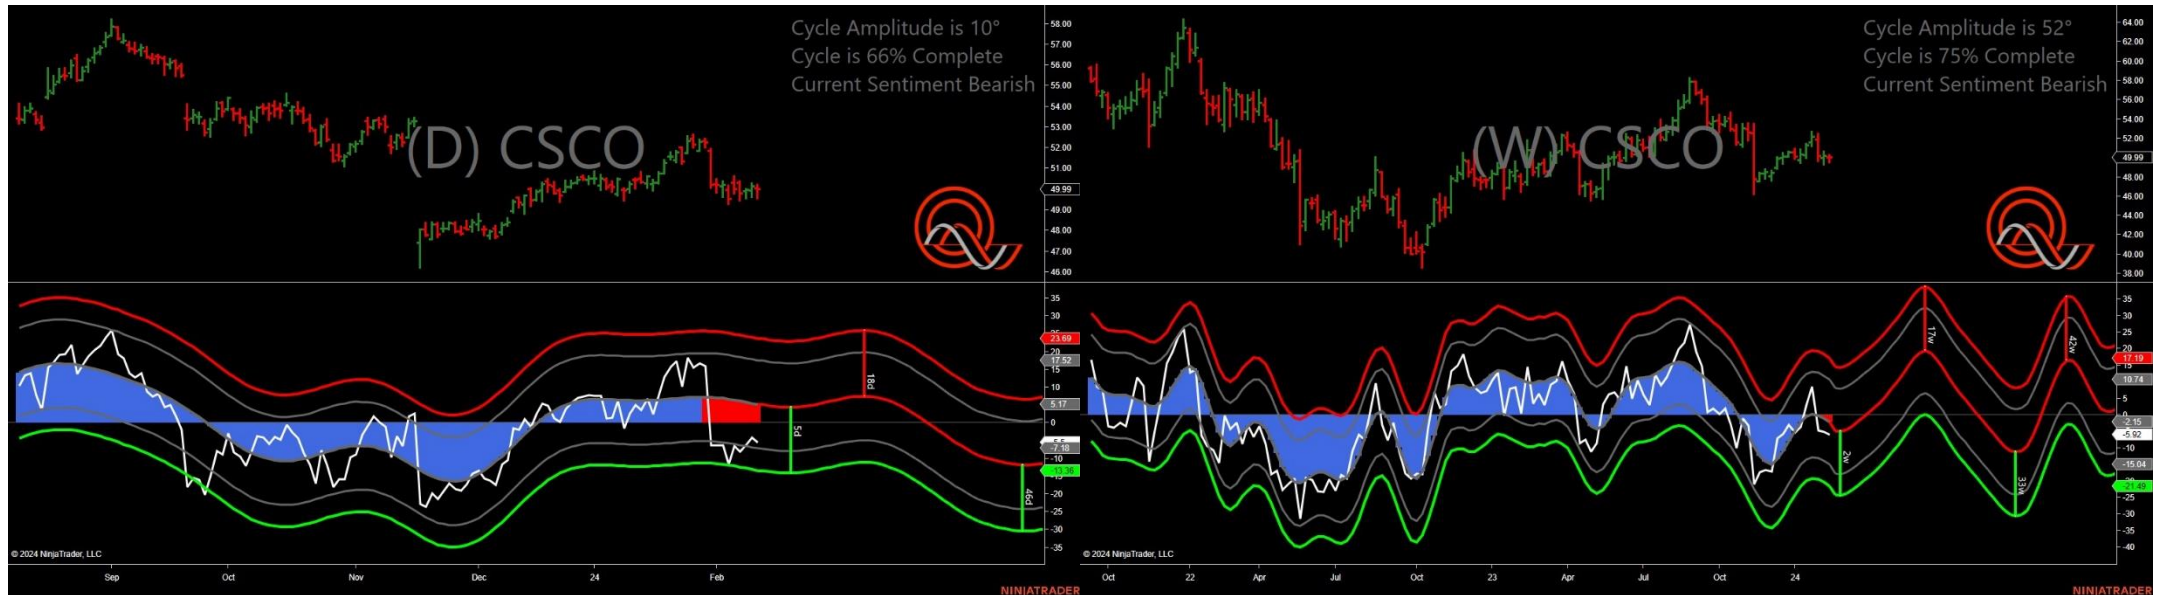 Cycle Amplitude is 10°
Cycle is 66% Complete
Current Sentiment Bearish
(D) CSCO
58.00
57.00
56.00
55.00
54.00
53.00
52.00
51.00
49.99
49.00
48.00
47.00
46.00
35
30
23.69
20
17.52
15
10
5.17
0
-7.18
-10
-13.36
-20
-25
-30
-35
18d
5d
46d
© 2024 NinjaTrader, LLC
Sep Oct Nov Dec 24 Feb
NINJATRADER
Cycle Amplitude is 52°
Cycle is 75% Complete
Current Sentiment Bearish
(W) CSCO
64.00
62.00
60.00
58.00
56.00
54.00
52.00
49.99
48.00
46.00
44.00
42.00
40.00
38.00
35
30
25
20
17.19
10.74
5
0
-2.15
-5.92
-10
-15.04
-21.49
-25
-30
-35
-40
17w
42w
2w
33w
© 2024 NinjaTrader, LLC
Oct 22 Apr Jul Oct 23 Apr Jul Oct 24
NINJATRADER